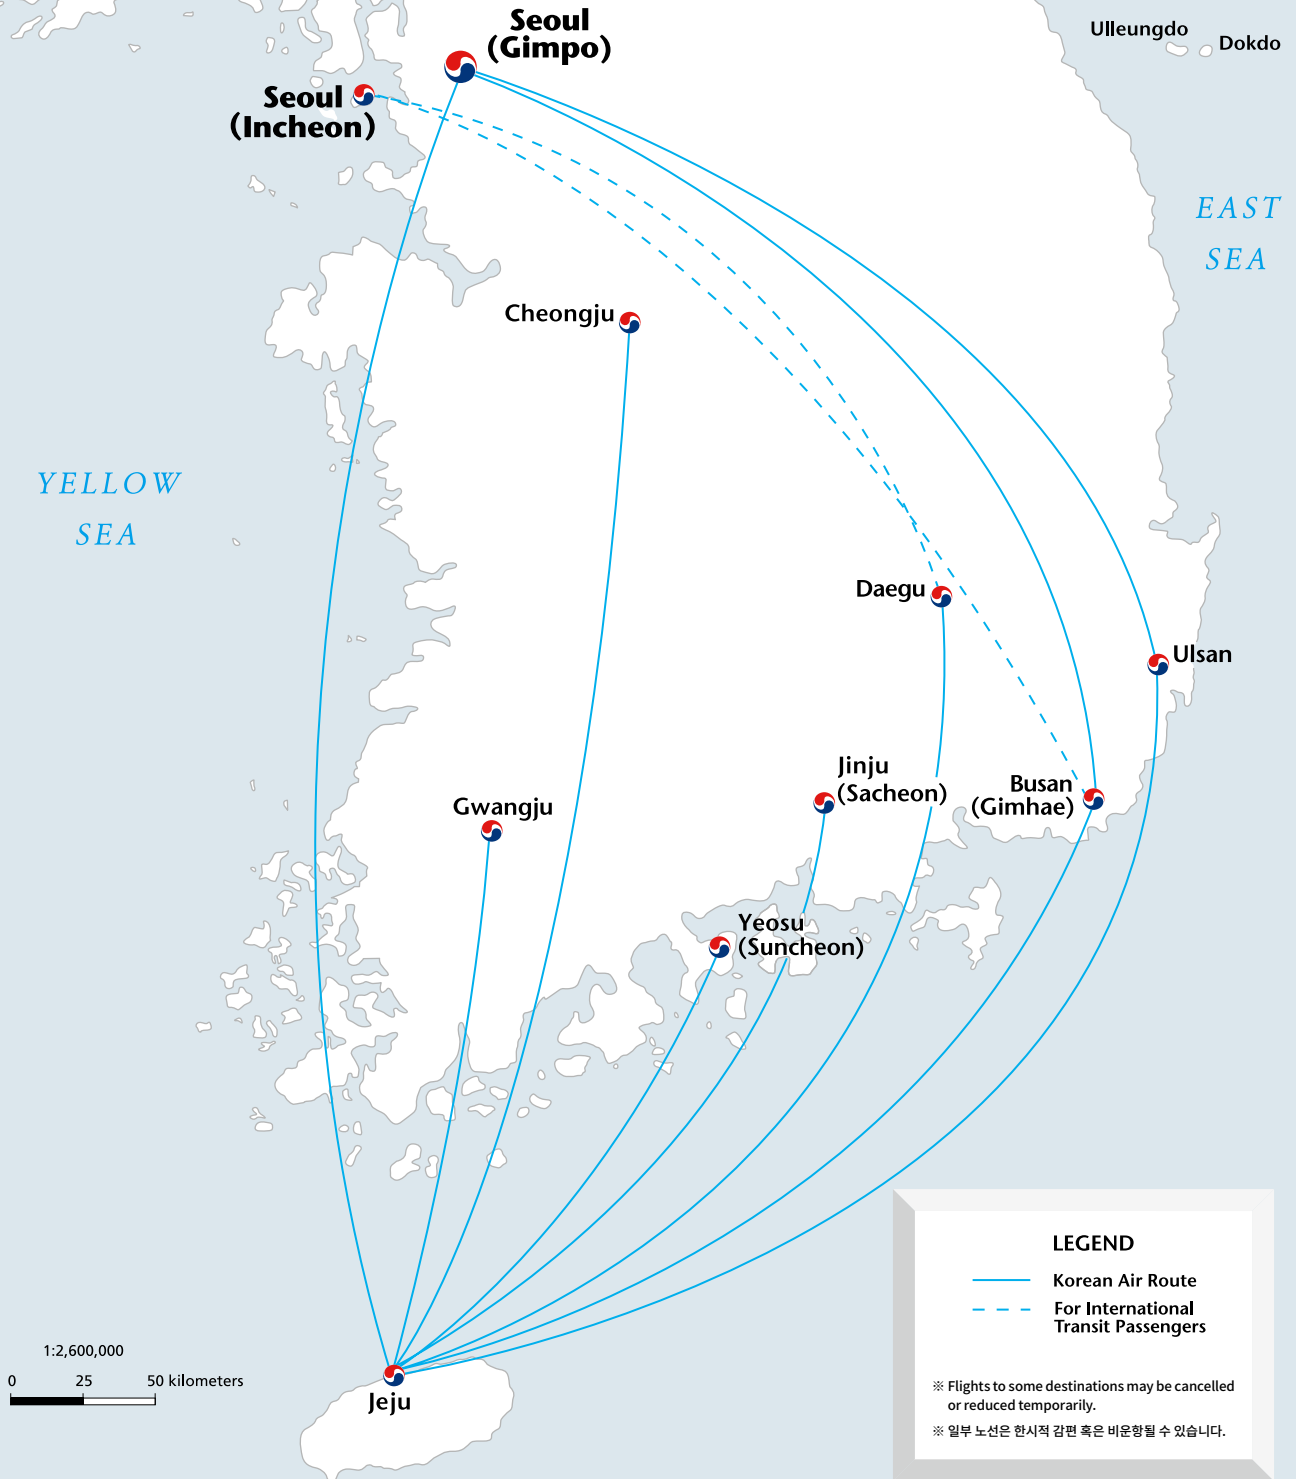 Seoul
(Gimpo)
Ulleungdo
Dokdo
Seoul
(Incheon)
EAST
SEA
Cheongju
YELLOW
SEA
Daegu
Ulsan
Jinju
(Sacheon)
Busan
(Gimhae)
Gwangju
Yeosu
(Suncheon)
LEGEND
Korean Air Route
For International
Transit Passengers
※ Flights to some destinations may be cancelled
or reduced temporarily.
※ 일부 노선은 한시적 감편 혹은 비운항될 수 있습니다.
1:2,600,000
0 25 50 kilometers
Jeju